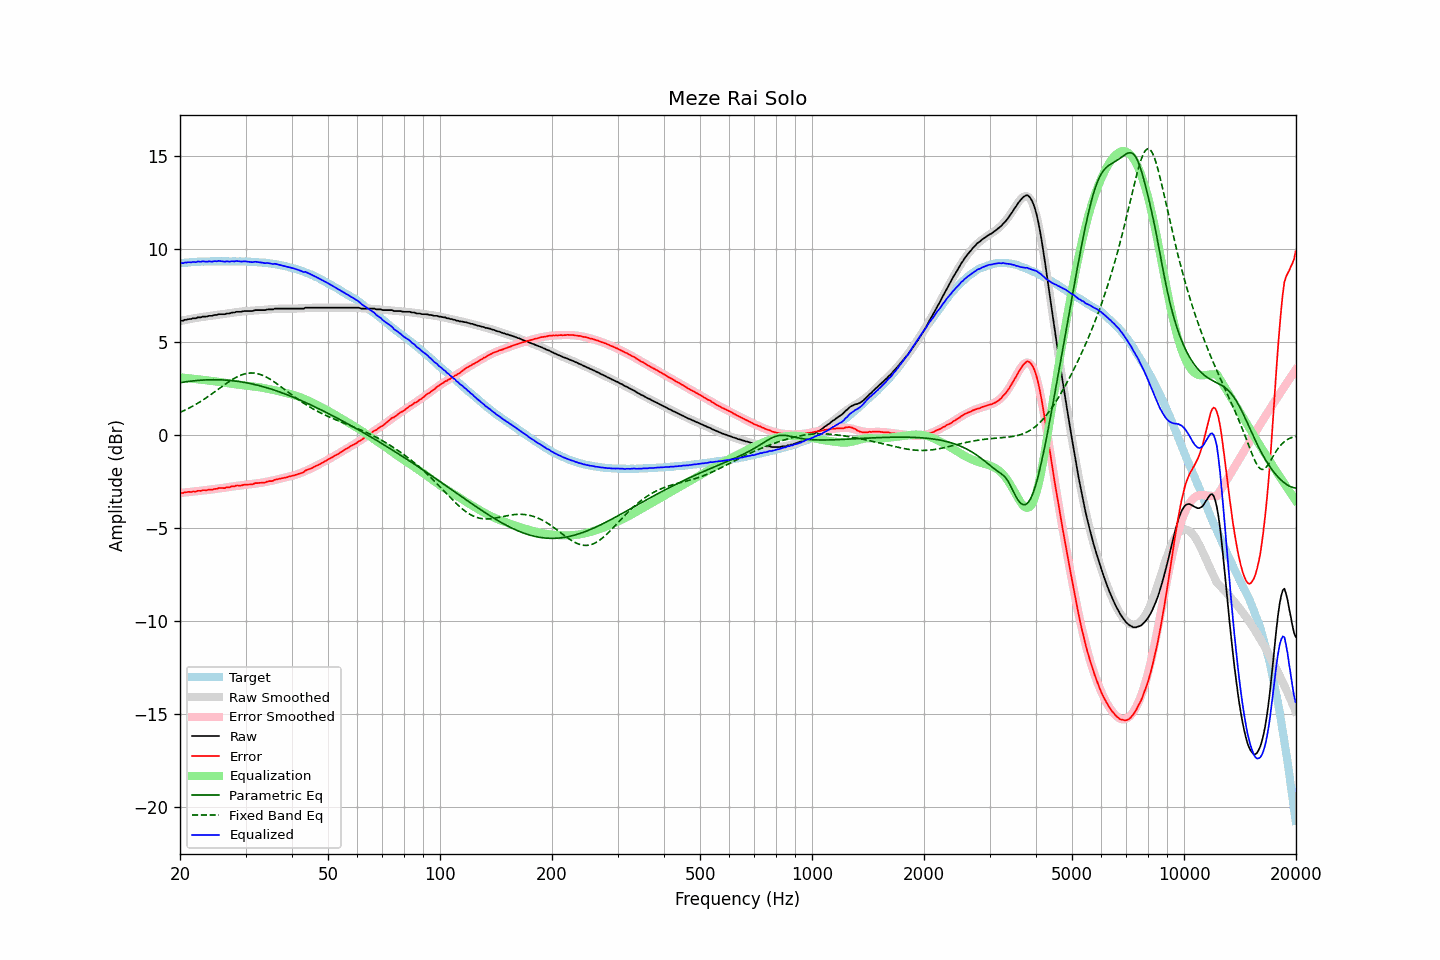 Meze Rai Solo
Amplitude (dBr)
15
10
5
0
−5
−10
−15
−20
Target
Raw Smoothed
Error Smoothed
Raw
Error
Equalization
Parametric Eq
Fixed Band Eq
Equalized
20 50 100 200 500 1000 2000 5000 10000 20000
Frequency (Hz)